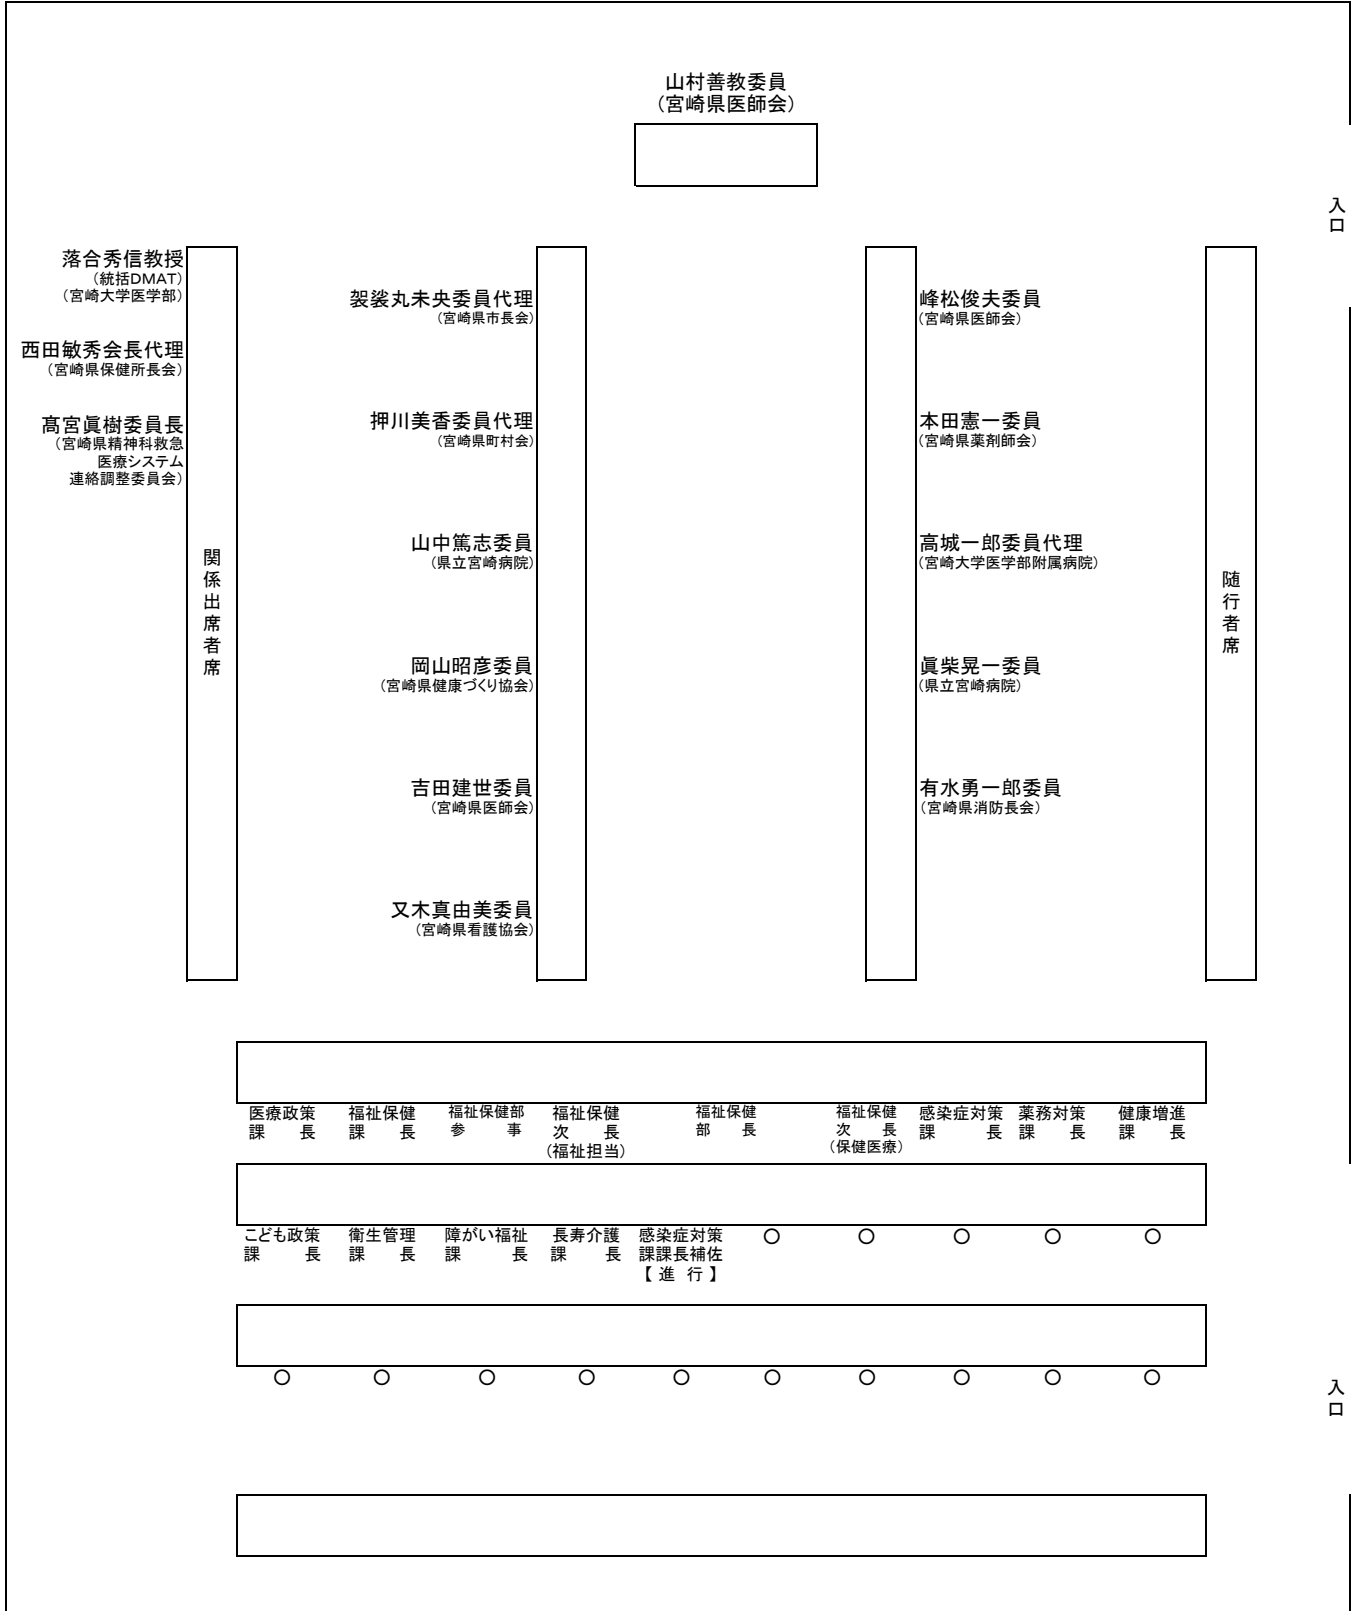 山村善教委員
（宮崎県医師会）
入口
落合秀信教授
（統括DMAT）
（宮崎大学医学部）
西田敏秀会長代理
（宮崎県保健所長会）
髙宮眞樹委員長
（宮崎県精神科救急
医療システム
連絡調整委員会）
関係出席者席
袈裟丸未央委員代理
（宮崎県市長会）
押川美香委員代理
（宮崎県町村会）
山中篤志委員
（県立宮崎病院）
岡山昭彦委員
（宮崎県健康づくり協会）
吉田建世委員
（宮崎県医師会）
又木真由美委員
（宮崎県看護協会）
峰松俊夫委員
（宮崎県医師会）
本田憲一委員
（宮崎県薬剤師会）
高城一郎委員代理
（宮崎大学医学部附属病院）
眞柴晃一委員
（県立宮崎病院）
有水勇一郎委員
（宮崎県消防長会）
随行者席
医療政策
課　　長
福祉保健
課　　長
福祉保健部
参　　事
福祉保健
次　　長
（福祉担当）
福祉保健
部　　長
福祉保健
次　　長
（保健医療）
感染症対策
課　　　長
薬務対策
課　　長
健康増進
課　　長
こども政策
課　　　長
衛生管理
課　　長
障がい福祉
課　　　長
長寿介護
課　　長
感染症対策
課課長補佐
【 進　行 】
○ ○ ○ ○ ○
○ ○ ○ ○ ○ ○ ○ ○ ○ ○
入口